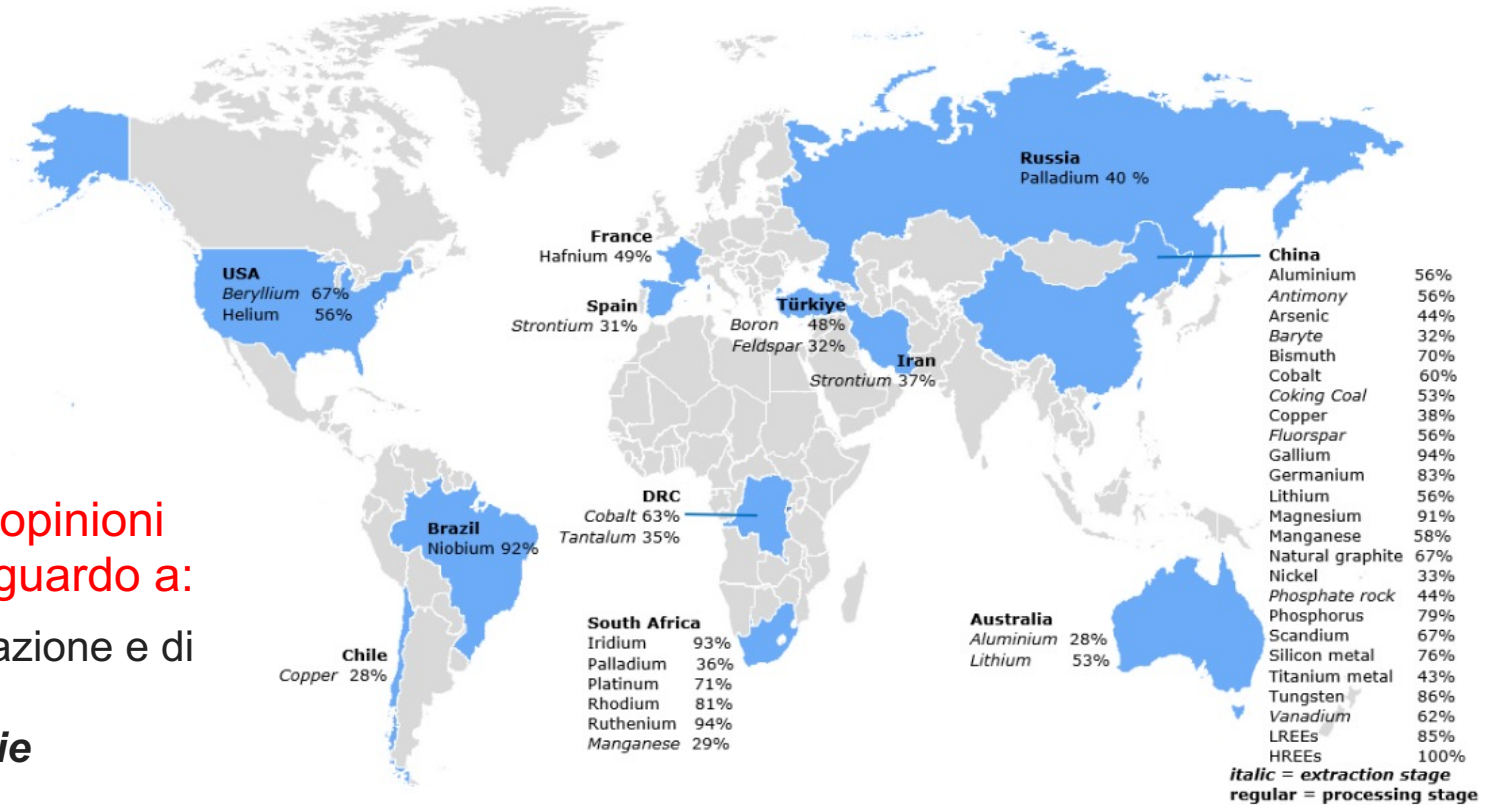 opinioni
guardo a:
azione e di
ie
USA
Beryllium 67%
Helium 56%
Brazil
Niobium 92%
Chile
Copper 28%
France
Hafnium 49%
Spain
Strontium 31%
Türkiye
Boron 48%
Feldspar 32%
Iran
Strontium 37%
Russia
Palladium 40 %
DRC
Cobalt 63%
Tantalum 35%
South Africa
Iridium 93%
Palladium 36%
Platinum 71%
Rhodium 81%
Ruthenium 94%
Manganese 29%
Australia
Aluminium 28%
Lithium 53%
China
Aluminium 56%
Antimony 56%
Arsenic 44%
Baryte 32%
Bismuth 70%
Cobalt 60%
Coking Coal 53%
Copper 38%
Fluorspar 56%
Gallium 94%
Germanium 83%
Lithium 56%
Magnesium 91%
Manganese 58%
Natural graphite 67%
Nickel 33%
Phosphate rock 44%
Phosphorus 79%
Scandium 67%
Silicon metal 76%
Titanium metal 43%
Tungsten 86%
Vanadium 62%
LREEs 85%
HREEs 100%
italic = extraction stage
regular = processing stage